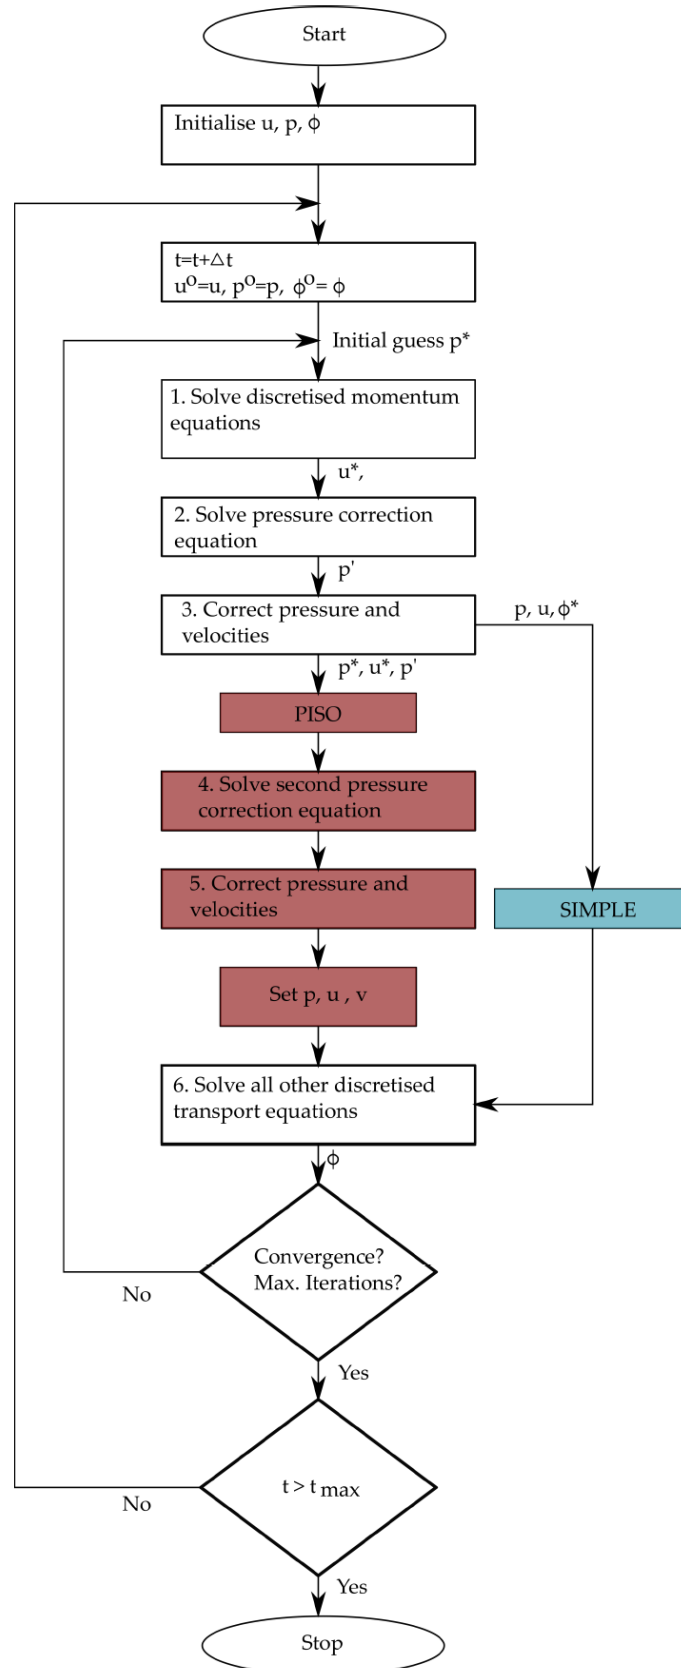 Start
Initialise u, p, ϕ
t=t+△t
uᴼ=u, pᴼ=p, ϕᴼ= ϕ
Initial guess p*
1. Solve discretised momentum
equations
u*,
2. Solve pressure correction
equation
p'
3. Correct pressure and
velocities
p, u, ϕ*
p*, u*, p'
PISO
4. Solve second pressure
correction equation
5. Correct pressure and
velocities
SIMPLE
Set p, u , v
6. Solve all other discretised
transport equations
ϕ
Convergence?
Max. Iterations?
No
Yes
t > t max
No
Yes
Stop